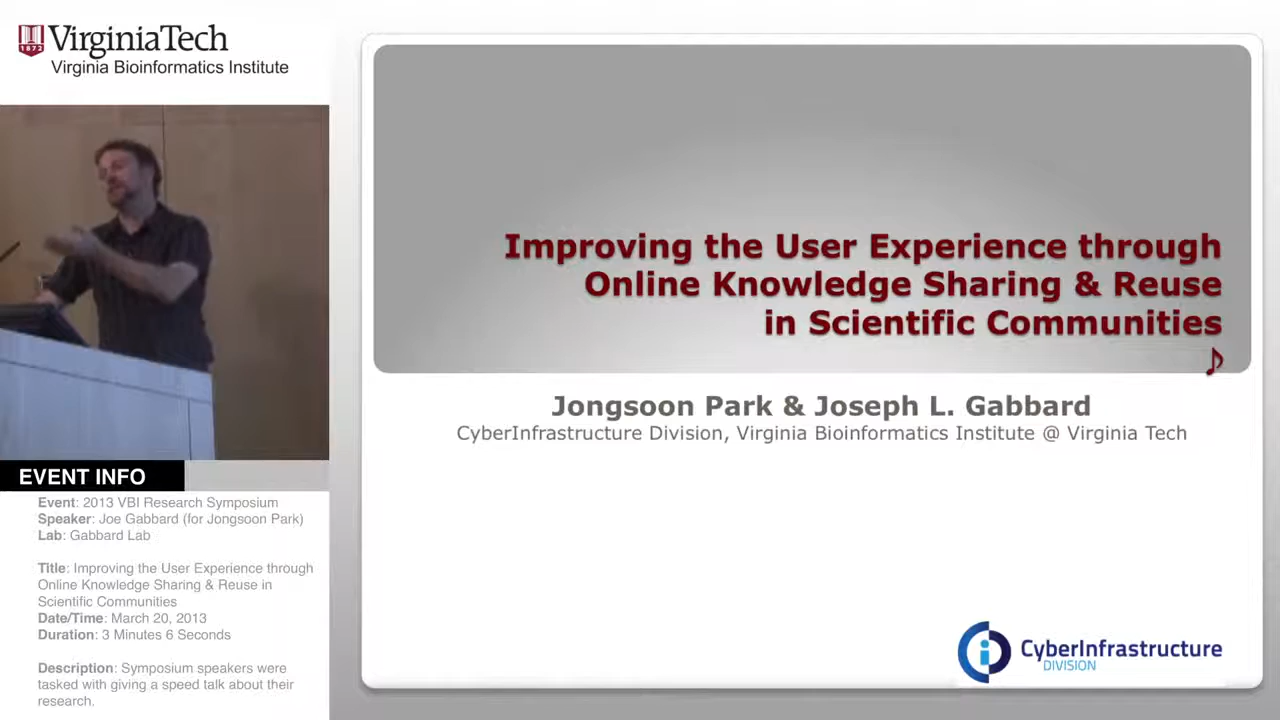 VirginiaTech
1872
Virginia Bioinformatics Institute
EVENT INFO
Event: 2013 VBI Research Symposium
Speaker: Joe Gabbard (for Jongsoon Park)
Lab: Gabbard Lab
Title: Improving the User Experience through
Online Knowledge Sharing & Reuse in
Scientific Communities
Date/Time: March 20, 2013
Duration: 3 Minutes 6 Seconds
Description: Symposium speakers were
tasked with giving a speed talk about their
research.
Improving the User Experience through
Online Knowledge Sharing & Reuse
in Scientific Communities
♪
Jongsoon Park & Joseph L. Gabbard
CyberInfrastructure Division, Virginia Bioinformatics Institute @ Virginia Tech
i
CyberInfrastructure
DIVISION